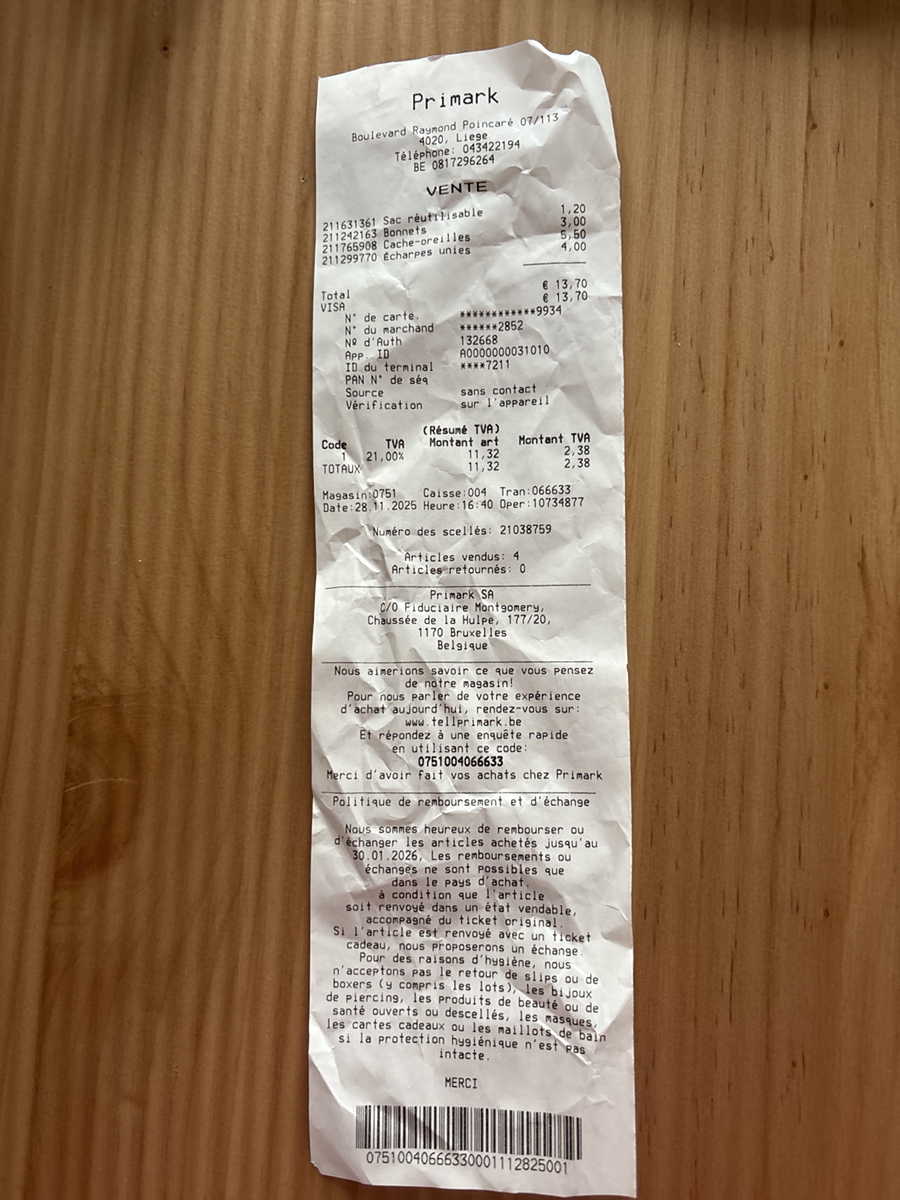 Primark
Boulevard Raymond Poincaré 07/113
4020, Liege
Téléphone: 043422194
BE 0817296264
VENTE
211631361 Sac réutilisable 1,20
211242163 Bonnets 3,00
211765908 Cache-oreilles 5,50
211299770 Écharpes unies 4,00
Total € 13,70
VISA € 13,70
N° de carte. ************9934
N° du marchand ******2852
Nº d'Auth 132668
App. ID A0000000031010
ID du terminal ****7211
PAN N° de séq
Source sans contact
Vérification sur l'appareil
(Résumé TVA)
Code TVA Montant art Montant TVA
1 21,00% 11,32 2,38
TOTAUX 11,32 2,38
Magasin:0751 Caisse:004 Tran:066633
Date:28.11.2025 Heure:16:40 Oper:10734877
Numéro des scellés: 21038759
Articles vendus: 4
Articles retournés: 0
Primark SA
C/O Fiduciaire Montgomery,
Chaussée de la Hulpe, 177/20,
1170 Bruxelles
Belgique
Nous aimerions savoir ce que vous pensez
de notre magasin!
Pour nous parler de votre expérience
d'achat aujourd'hui, rendez-vous sur:
www.tellprimark.be
Et répondez à une enquête rapide
en utilisant ce code:
0751004066633
Merci d'avoir fait vos achats chez Primark
Politique de remboursement et d'échange
Nous sommes heureux de rembourser ou
d'échanger les articles achetés jusqu'au
30.01.2026, Les remboursements ou
échanges ne sont possibles que
dans le pays d'achat.
à condition que l'article
soit renvoyé dans un état vendable,
accompagné du ticket original.
Si l'article est renvoyé avec un ticket
cadeau, nous proposerons un échange.
Pour des raisons d'hygiène, nous
n'acceptons pas le retour de slips ou de
boxers (y compris les lots), les bijoux
de piercing, les produits de beauté ou de
santé ouverts ou descellés, les masques,
les cartes cadeaux ou les maillots de bain
si la protection hygiénique n'est pas
intacte.
MERCI
07510040666330001112825001